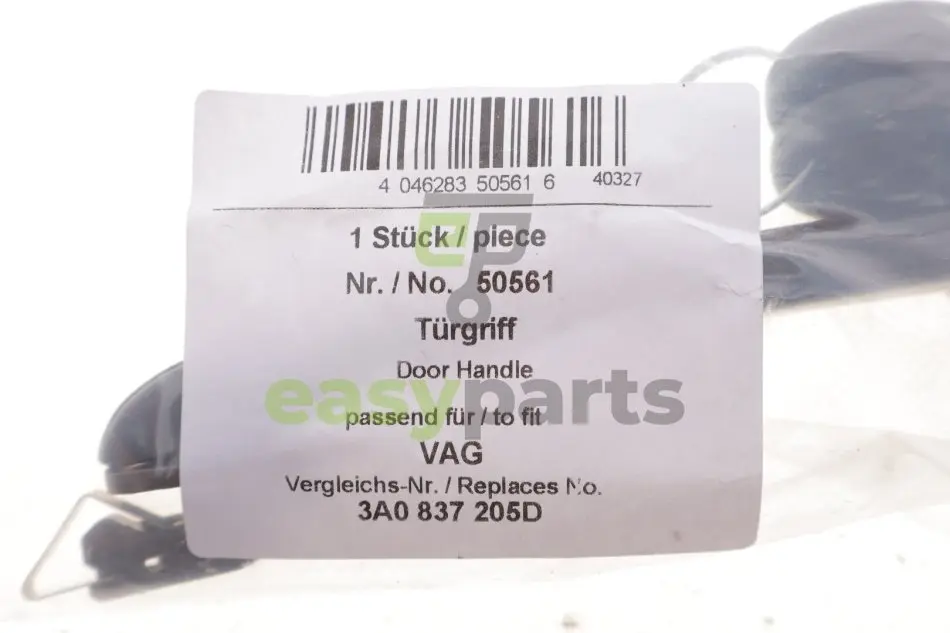 4 046283 50561 6 40327
1 Stück / piece
Nr. / No. 50561
Türgriff
Door Handle
easyparts
passend für / to fit
VAG
Vergleichs-Nr. / Replaces No.
3A0 837 205D